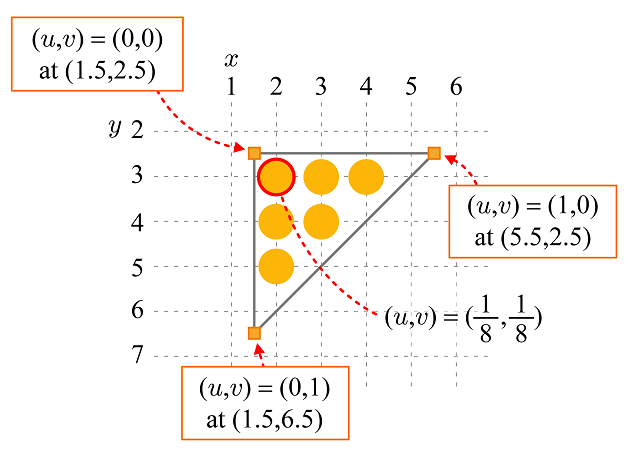 (u,v) = (0,0)
at (1.5,2.5)
x
1 2 3 4 5 6
y 2
3
4
5
6
7
(u,v) = (1,0)
at (5.5,2.5)
(u,v) = (1/8,1/8)
(u,v) = (0,1)
at (1.5,6.5)